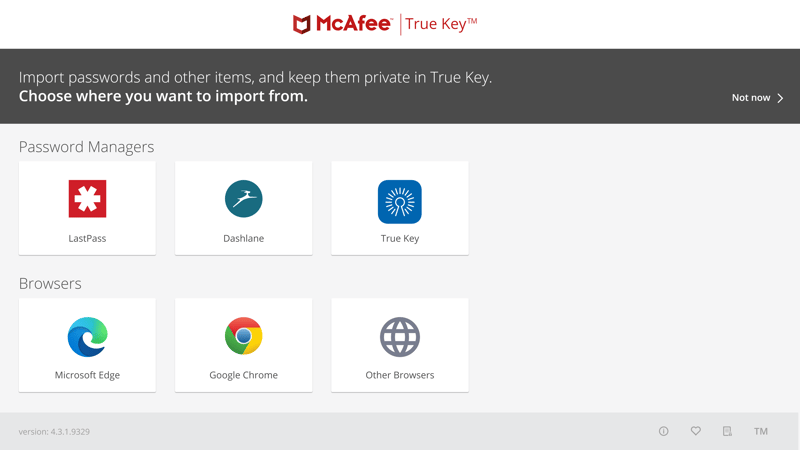 McAfee™ True Key™
Import passwords and other items, and keep them private in True Key.
Choose where you want to import from.
Not now
Password Managers
LastPass
Dashlane
True Key
Browsers
Microsoft Edge
Google Chrome
Other Browsers
version: 4.3.1.9329
TM